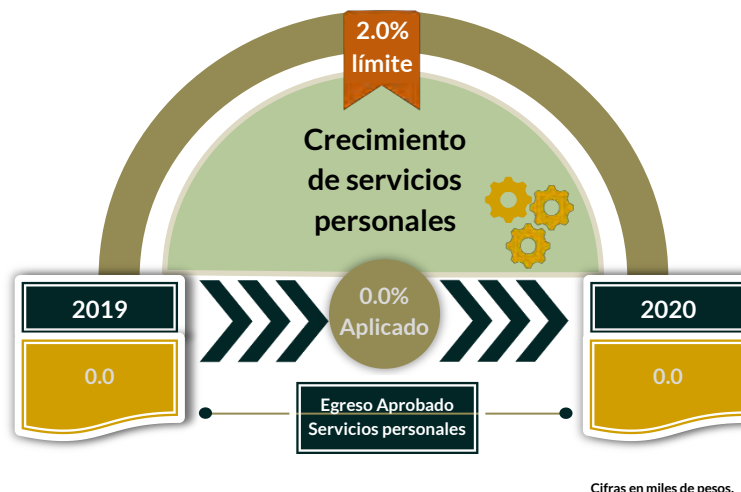 2.0%
límite
Crecimiento
de servicios
personales
2019
0.0%
Aplicado
2020
0.0
0.0
Egreso Aprobado
Servicios personales
Cifras en miles de pesos.